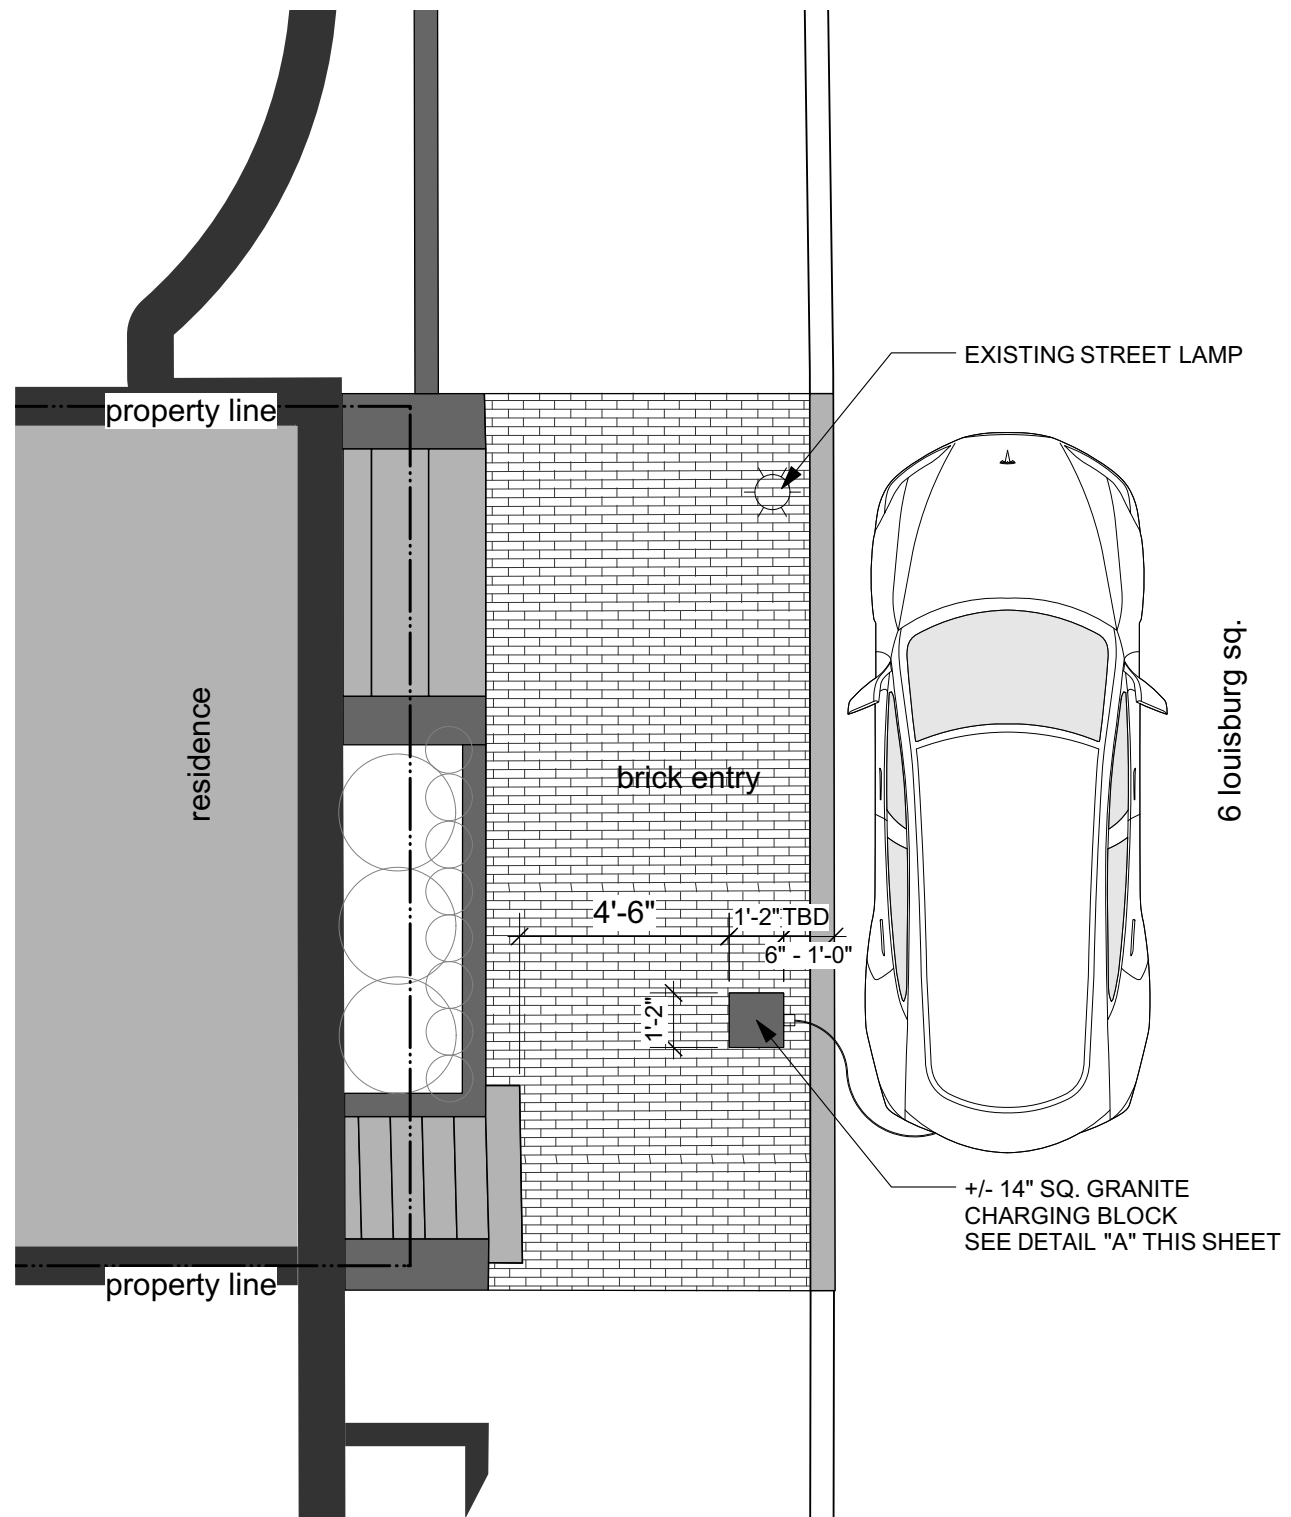 EXISTING STREET LAMP
property line
6 louisburg sq.
residence
brick entry
4'-6"
1'-2"
TBD
6" - 1'-0"
1'-2"
+/- 14" SQ. GRANITE
CHARGING BLOCK
SEE DETAIL "A" THIS SHEET
property line